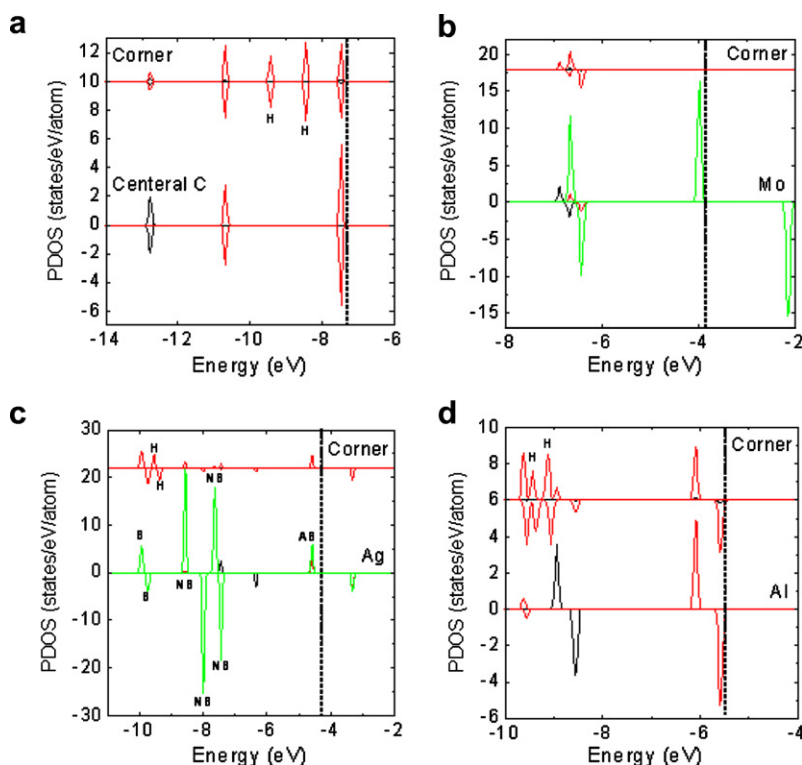 a
12
10
8
6
4
2
0
-2
-4
-6
PDOS (states/eV/atom)
Corner
H
H
Centeral C
-14
-12
-10
-8
-6
Energy (eV)
b
20
15
10
5
0
-5
-10
-15
PDOS (states/eV/atom)
Corner
Mo
-8
-6
-4
-2
Energy (eV)
c
30
20
10
0
-10
-20
-30
PDOS (states/eV/atom)
H
H
Corner
NB
B
AB
Ag
B
NB
NB
NB
-10
-8
-6
-4
-2
Energy (eV)
d
10
8
6
4
2
0
-2
-4
-6
PDOS (states/eV/atom)
H
H
Corner
Al
-10
-8
-6
-4
Energy (eV)